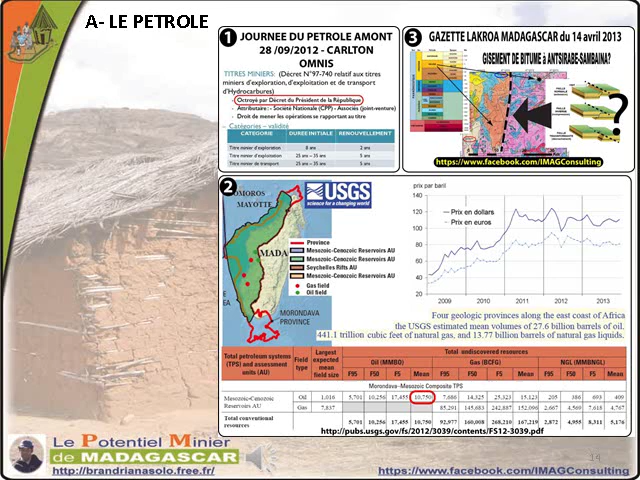 A- LE PETROLE
1
JOURNEE DU PETROLE AMONT
28 /09/2012 - CARLTON
OMNIS
TITRES MINIERS: (Décret N°97-740 relatif aux titres
miniers d'exploration, d'exploitation et de transport
d'Hydrocarbures)
- Octroyé par Décret du Président de la République
- Attributaire : - Société Nationale (CPP) - Associés (joint-venture)
- Droit de mener les opérations se rapportant au titre
Catégories – validité
CATEGORIE DUREE INITIALE RENOUVELLEMENT
Titre minier d'exploration 8 ans 2 ans
Titre minier d'exploitation 25 ans – 35 ans 5 ans
Titre minier de transport 25 ans – 35 ans 5 ans
3
GAZETTE LAKROA MADAGASCAR du 14 avril 2013
GISEMENT DE BITUME à ANTSIRABE-SAMBAINA?
?
https://www.facebook.com/IMAGConsulting
2
COMOROS
MAYOTTE
MADA
MORONDAVA
PROVINCE
USGS
science for a changing world
Province
Mesozoic-Cenozoic Reservoirs AU
Mesozoic-Cenozoic Reservoirs AU
Seychelles Rifts AU
Mesozoic-Cenozoic Reservoirs AU
Gas field
Oil field
prix par baril
Prix en dollars
Prix en euros
140
120
100
80
60
40
20
2009 2010 2011 2012 2013
Four geologic provinces along the east coast of Africa
the USGS estimated mean volumes of 27.6 billion barrels of oil.
441.1 trillion cubic feet of natural gas, and 13.77 billion barrels of natural gas liquids.
Total petroleum systems (TPS) and assessment units (AU) Field type Largest expected mean field size Total undiscovered resources
Oil (MMBO) Gas (BCFG) NGL (MMBNGL)
F95 F50 F5 Mean F95 F50 F5 Mean F95 F50 F5 Mean
Morondava–Mesozoic Composite TPS
Mesozoic-Cenozoic Reservoirs AU Oil 1,016 5,701 10,256 17,455 10,750 7,686 14,325 25,323 15,123 205 386 693 409
Gas 7,837 85,291 145,683 242,887 152,096 2,667 4,569 7,618 4,767
Total conventional resources 5,701 10,256 17,455 10,750 92,977 160,008 268,210 167,219 2,872 4,955 8,311 5,176
http://pubs.usgs.gov/fs/2012/3039/contents/FS12-3039.pdf
14
Le Potentiel Minier
de MADAGASCAR
http://brandrianasolo.free.fr/
https://www.facebook.com/IMAGConsulting